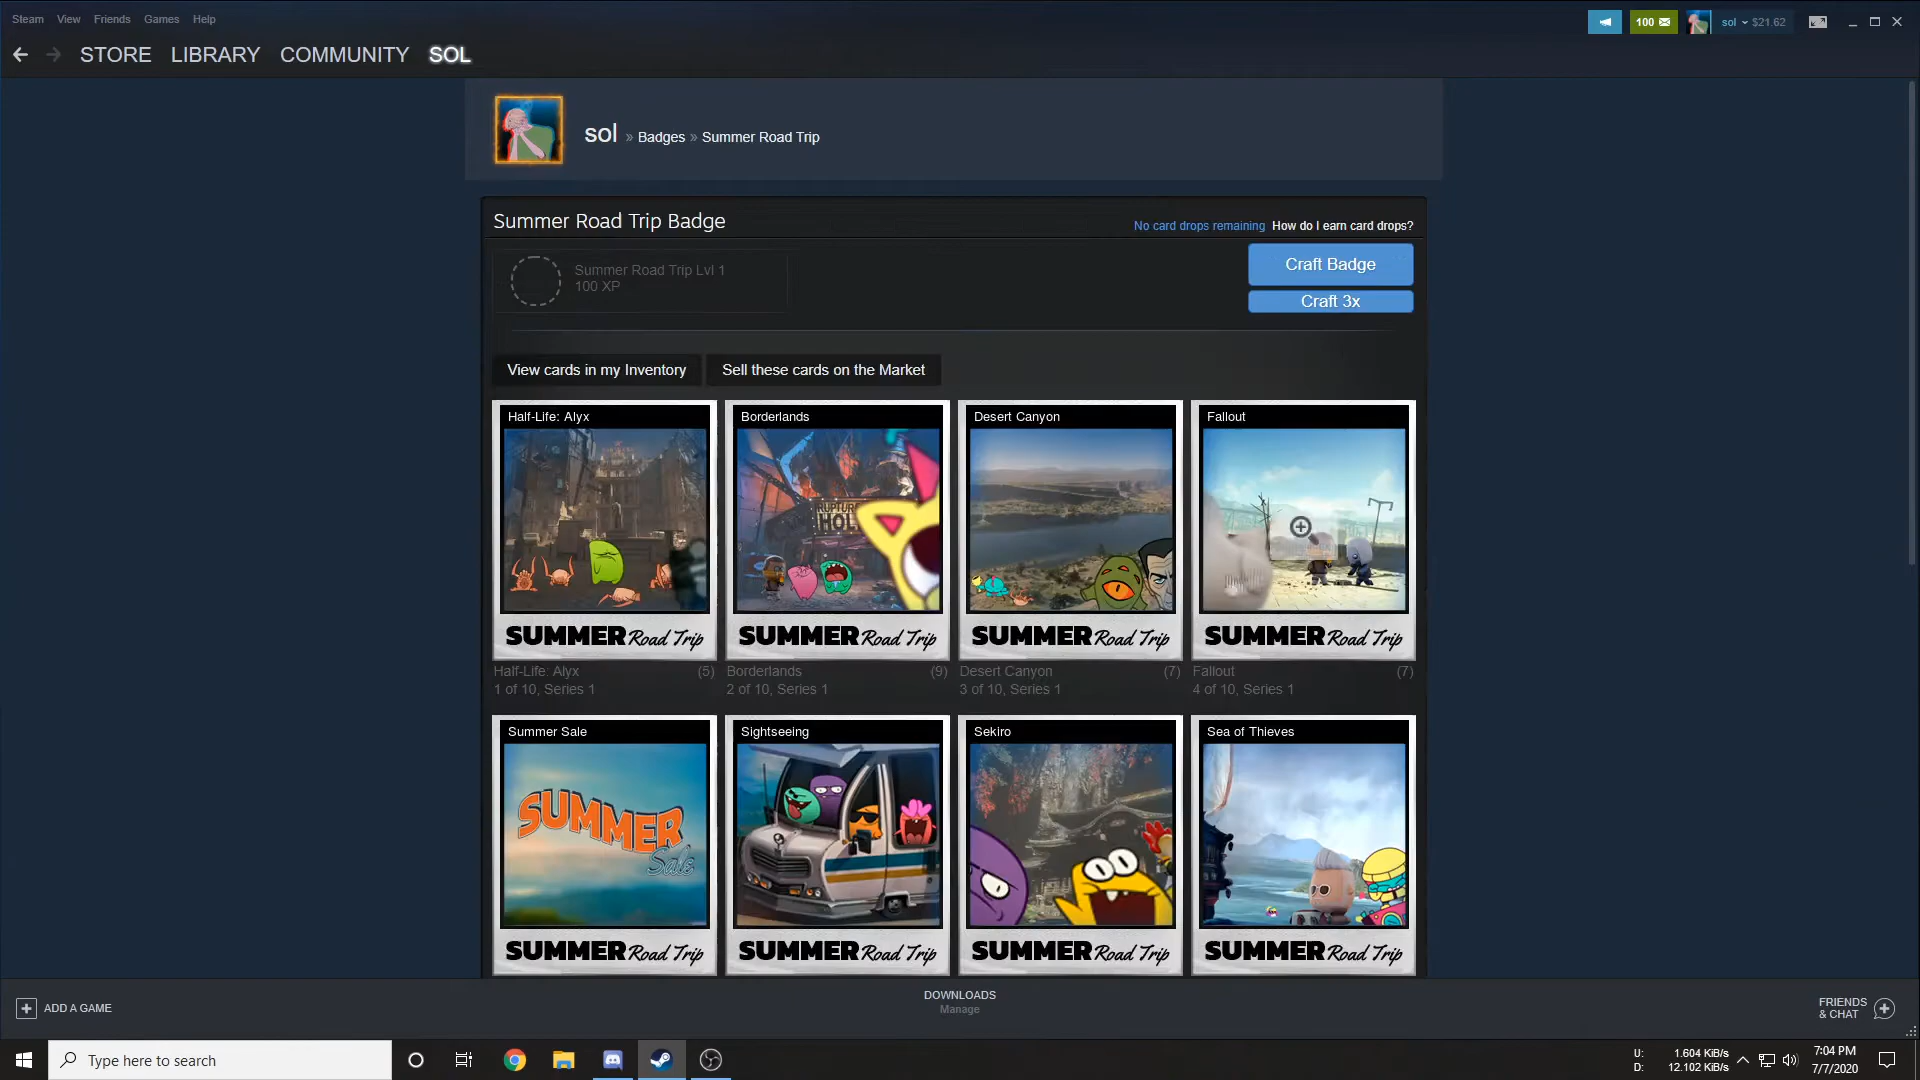 Steam View Friends Games Help
100 sol $21.62
STORE LIBRARY COMMUNITY SOL
sol » Badges » Summer Road Trip
Summer Road Trip Badge
No card drops remaining How do I earn card drops?
Summer Road Trip Lvl 1
100 XP
Craft Badge
Craft 3x
View cards in my Inventory Sell these cards on the Market
Half-Life: Alyx Borderlands Desert Canyon Fallout
SUMMER Road Trip SUMMER Road Trip SUMMER Road Trip SUMMER Road Trip
Half-Life: Alyx (5) Borderlands (9) Desert Canyon (7) Fallout (7)
1 of 10, Series 1 2 of 10, Series 1 3 of 10, Series 1 4 of 10, Series 1
Summer Sale Sightseeing Sekiro Sea of Thieves
SUMMER
Sale
SUMMER Road Trip SUMMER Road Trip SUMMER Road Trip SUMMER Road Trip
ADD A GAME
DOWNLOADS
Manage
FRIENDS
& CHAT
Type here to search
U: 1.604 KiB/s
D: 12.102 KiB/s
7:04 PM
7/7/2020